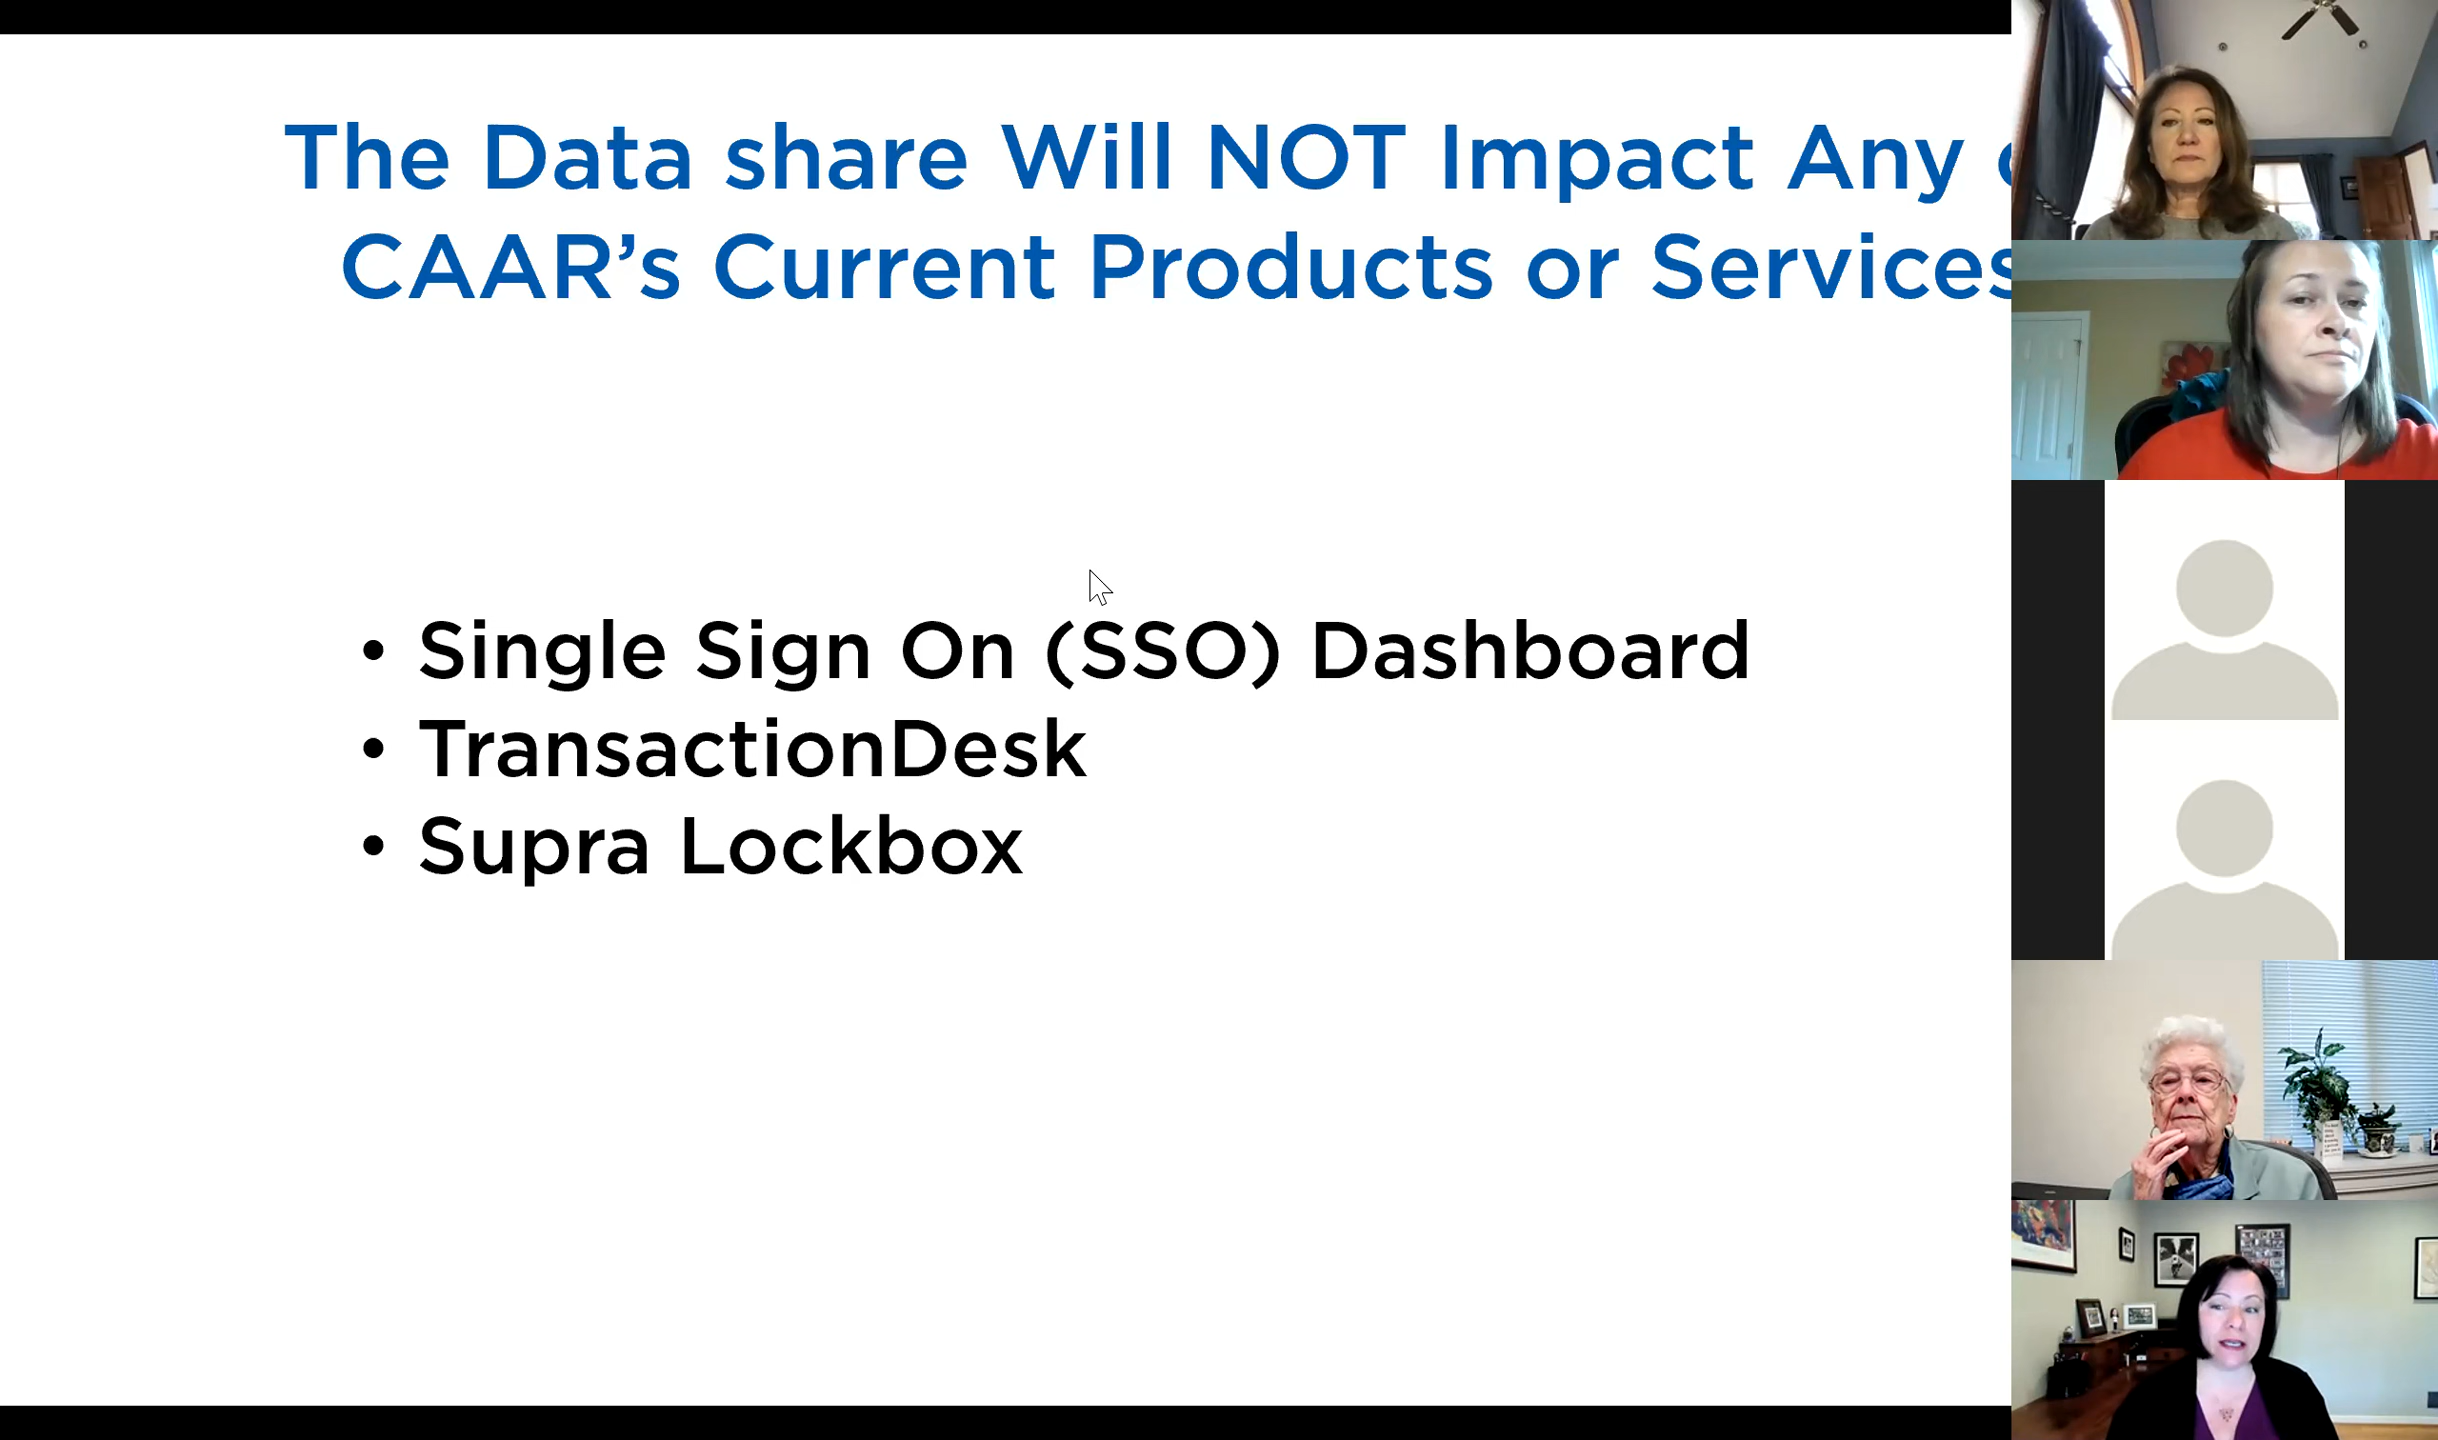 The Data share Will NOT Impact Any
CAAR’s Current Products or Services
• Single Sign On (SSO) Dashboard
• TransactionDesk
• Supra Lockbox